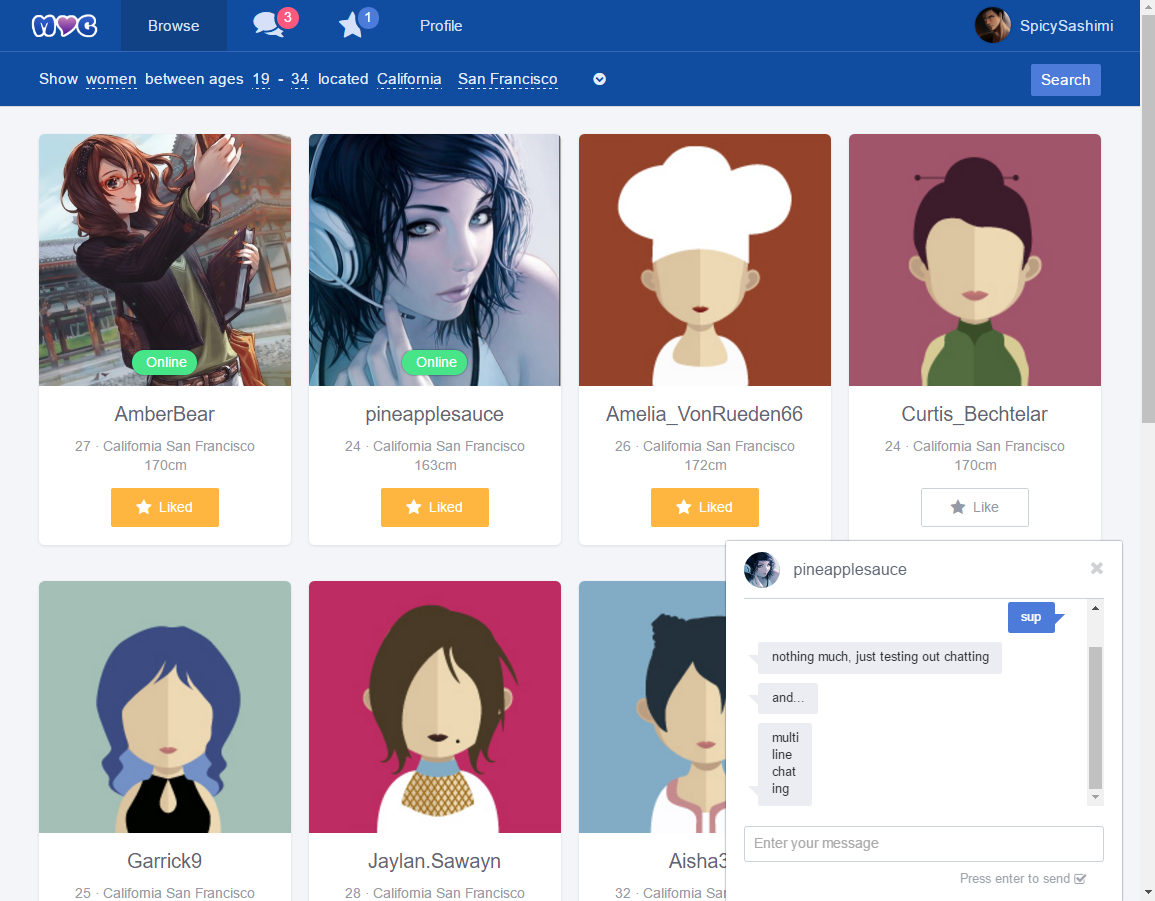 Browse
3
1
Profile
SpicySashimi
Show women between ages 19 - 34 located California San Francisco
Search
Online
Online
AmberBear
pineapplesauce
Amelia_VonRueden66
Curtis_Bechtelar
27 · California San Francisco
24 · California San Francisco
26 · California San Francisco
24 · California San Francisco
170cm
163cm
172cm
170cm
Liked
Liked
Liked
Like
pineapplesauce
sup
nothing much, just testing out chatting
and...
multi
line
chat
ing
Enter your message
Press enter to send
Garrick9
Jaylan.Sawayn
25 · California San Francisco
28 · California San Francisco
32 · California San